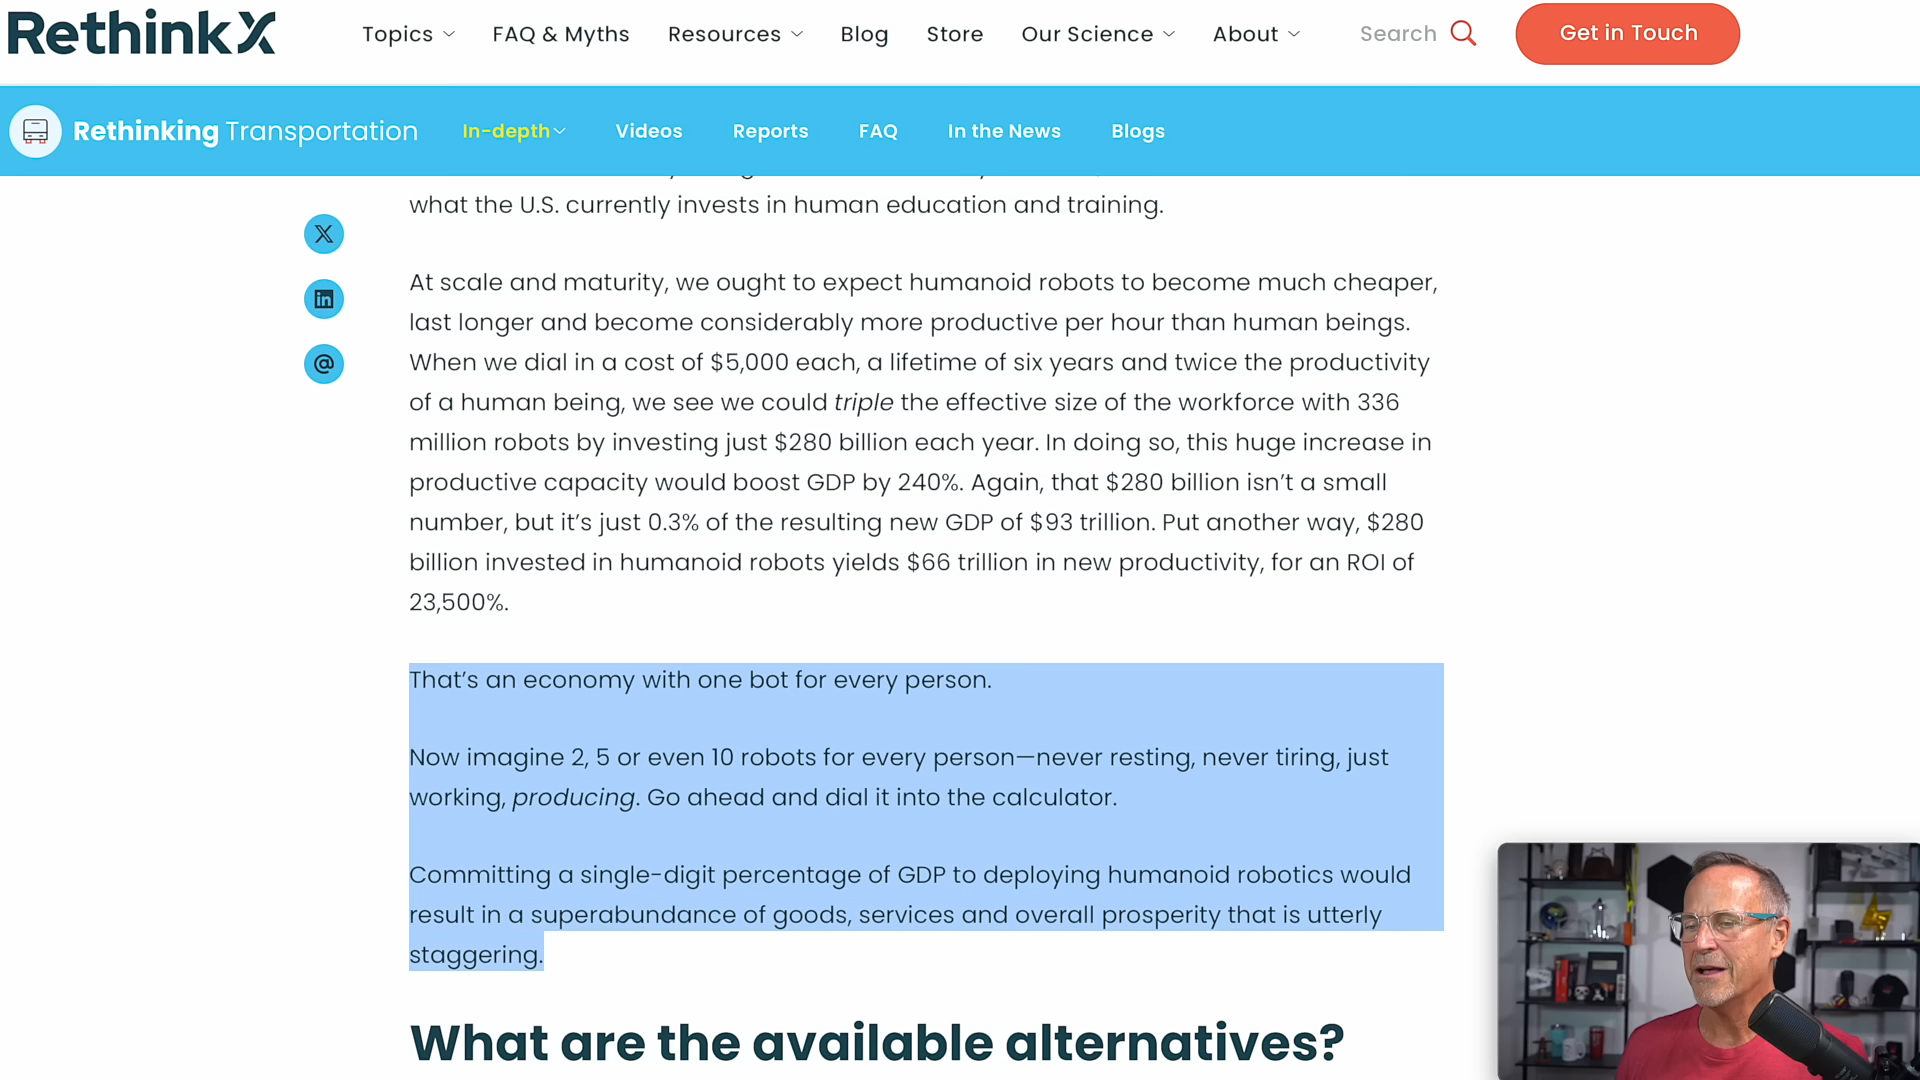 RethinkX
Topics
FAQ & Myths
Resources
Blog
Store
Our Science
About
Search
Get in Touch
Rethinking Transportation
In-depth
Videos
Reports
FAQ
In the News
Blogs
what the U.S. currently invests in human education and training.
At scale and maturity, we ought to expect humanoid robots to become much cheaper,
last longer and become considerably more productive per hour than human beings.
When we dial in a cost of $5,000 each, a lifetime of six years and twice the productivity
of a human being, we see we could triple the effective size of the workforce with 336
million robots by investing just $280 billion each year. In doing so, this huge increase in
productive capacity would boost GDP by 240%. Again, that $280 billion isn’t a small
number, but it’s just 0.3% of the resulting new GDP of $93 trillion. Put another way, $280
billion invested in humanoid robots yields $66 trillion in new productivity, for an ROI of
23,500%.
That’s an economy with one bot for every person.
Now imagine 2, 5 or even 10 robots for every person—never resting, never tiring, just
working, producing. Go ahead and dial it into the calculator.
Committing a single-digit percentage of GDP to deploying humanoid robotics would
result in a superabundance of goods, services and overall prosperity that is utterly
staggering.
What are the available alternatives?